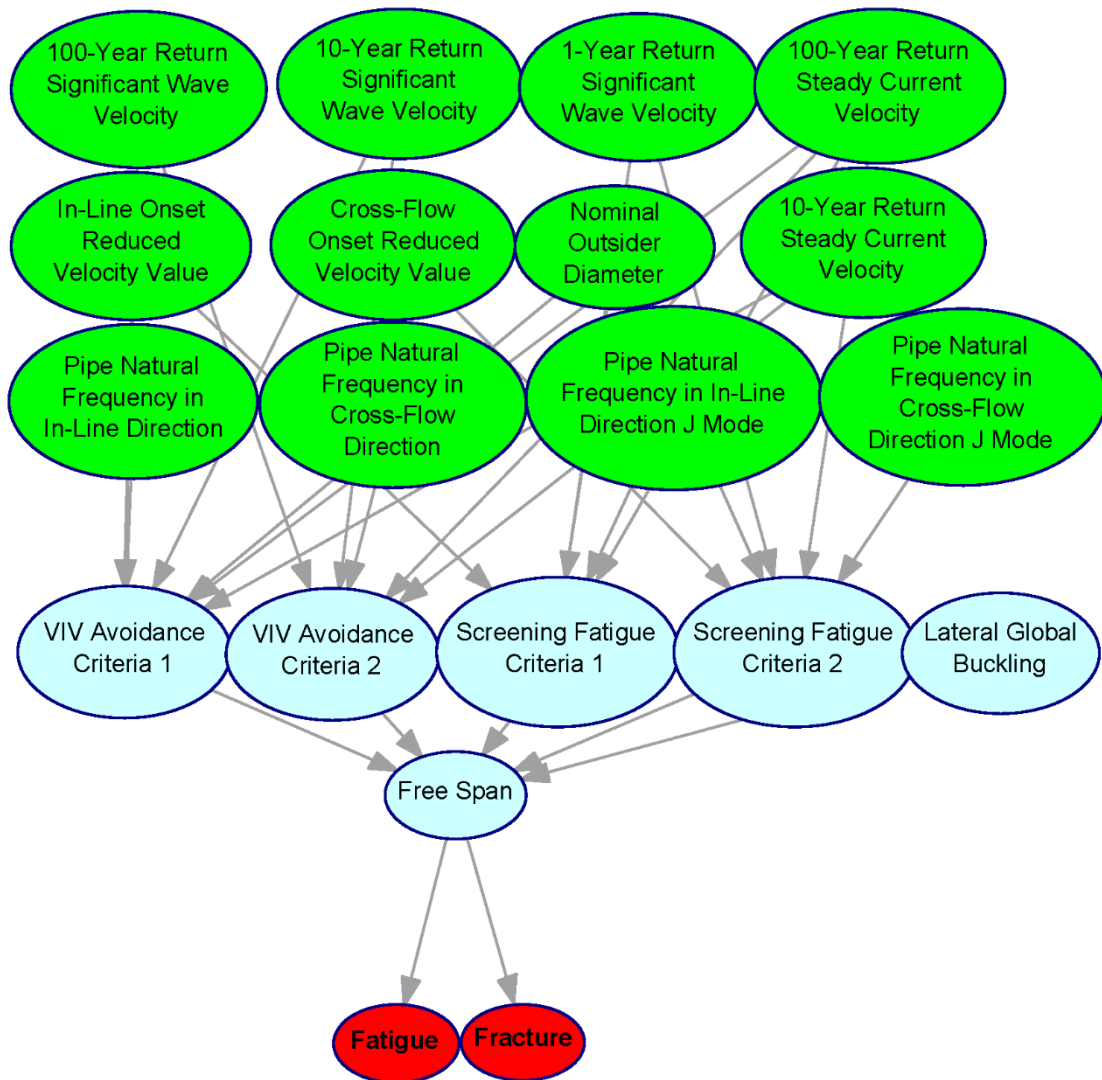 100-Year Return
Significant Wave
Velocity
10-Year Return
Significant
Wave Velocity
1-Year Return
Significant
Wave Velocity
100-Year Return
Steady Current
Velocity
In-Line Onset
Reduced
Velocity Value
Cross-Flow
Onset Reduced
Velocity Value
Nominal
Outsider
Diameter
10-Year Return
Steady Current
Velocity
Pipe Natural
Frequency in
In-Line Direction
Pipe Natural
Frequency in
Cross-Flow
Direction
Pipe Natural
Frequency in In-Line
Direction J Mode
Pipe Natural
Frequency in
Cross-Flow
Direction J Mode
VIV Avoidance
Criteria 1
VIV Avoidance
Criteria 2
Screening Fatigue
Criteria 1
Screening Fatigue
Criteria 2
Lateral Global
Buckling
Free Span
Fatigue
Fracture